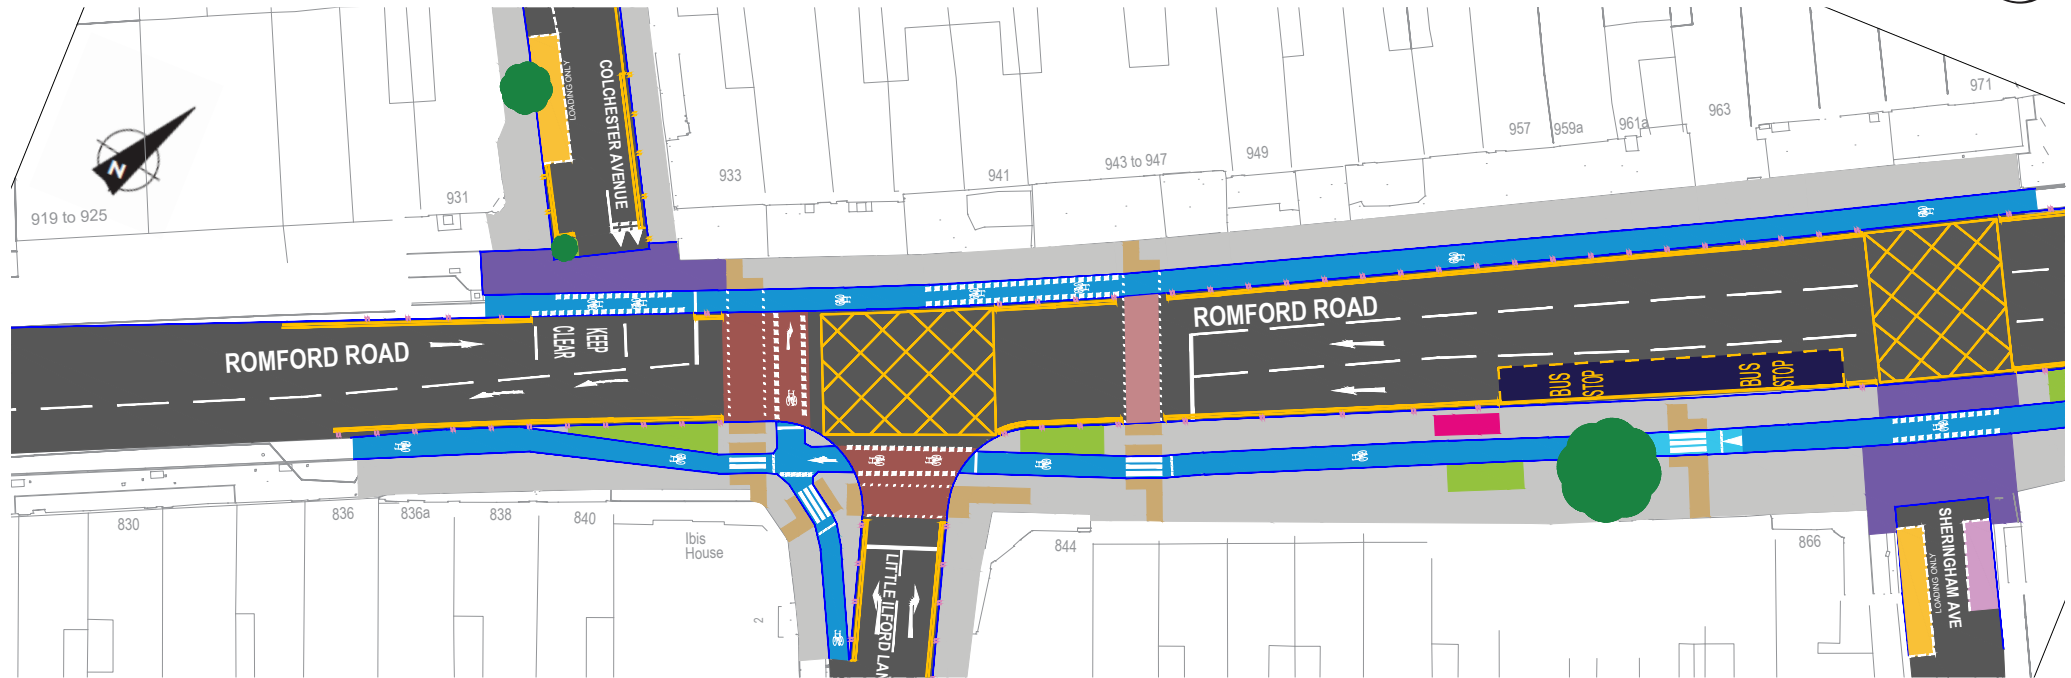 N
919 to 925
931
933
941
943 to 947
949
957
959a
961a
963
971
LOADING ONLY
COLCHESTER AVENUE
ROMFORD ROAD
KEEP
CLEAR
ROMFORD ROAD
BUS
STOP
BUS
STOP
830
836
836a
838
840
Ibis
House
2
844
866
LITTLE ILFORD LAN
SHERINGHAM AVE
LOADING ONLY